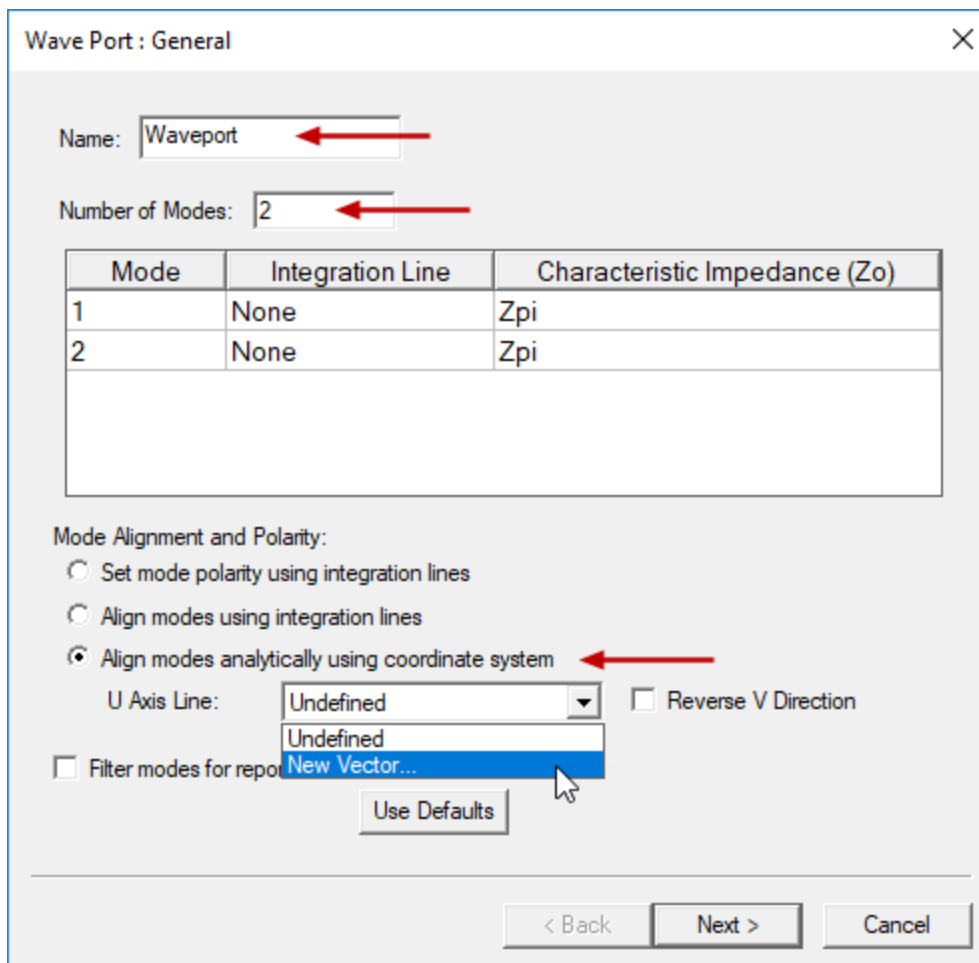 Wave Port : General
Name: Waveport
Number of Modes: 2
Mode Integration Line Characteristic Impedance (Zo)
1 None Zpi
2 None Zpi
Mode Alignment and Polarity:
Set mode polarity using integration lines
Align modes using integration lines
Align modes analytically using coordinate system
U Axis Line: Undefined Reverse V Direction
Undefined
Filter modes for repor New Vector...
Use Defaults
< Back Next > Cancel